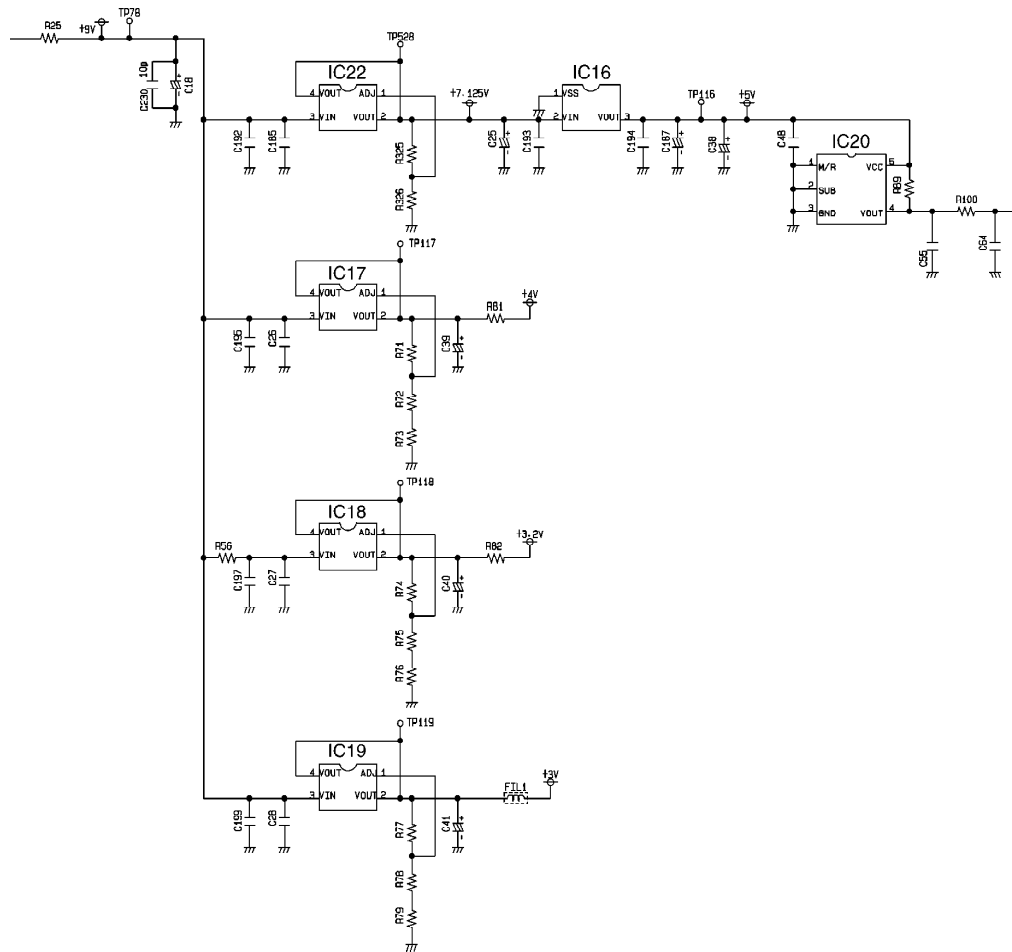 R25
+9V
TP78
10p
C230
C18
TP528
IC22
4 VOUT ADJ 1
3 VIN VOUT 2
C192
C185
R325
R326
+7.125V
C25
C193
IC16
1 VSS
2 VIN VOUT 3
C194
TP116
C187
C38
+5V
C48
IC20
1 M/R VCC 5
2 SUB
3 GND VOUT 4
R89
R100
C55
C64
TP117
IC17
4 VOUT ADJ 1
3 VIN VOUT 2
C195
C26
R71
R72
R73
C39
R81
+4V
TP118
IC18
4 VOUT ADJ 1
3 VIN VOUT 2
R56
C197
C27
R74
R75
R76
C40
R82
+3.2V
TP119
IC19
4 VOUT ADJ 1
3 VIN VOUT 2
C199
C28
R77
R78
R79
C41
FIL1
+3V